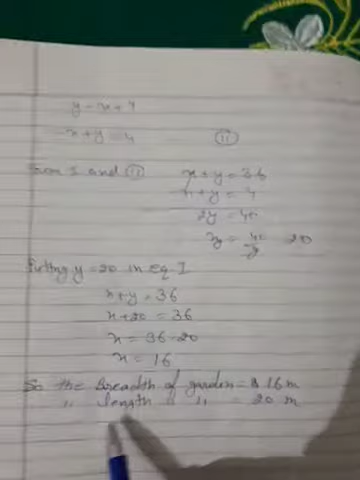 y = x + 4
-x + y = 4 (ii)
From I and (ii) x + y = 36
-x + y = 4
2y = 40
y = 40/2 20
Putting y = 20 in eq I
x + y = 36
x + 20 = 36
x = 36 - 20
x = 16
So the Breadth of garden = 16 m
" length " " = 20 m